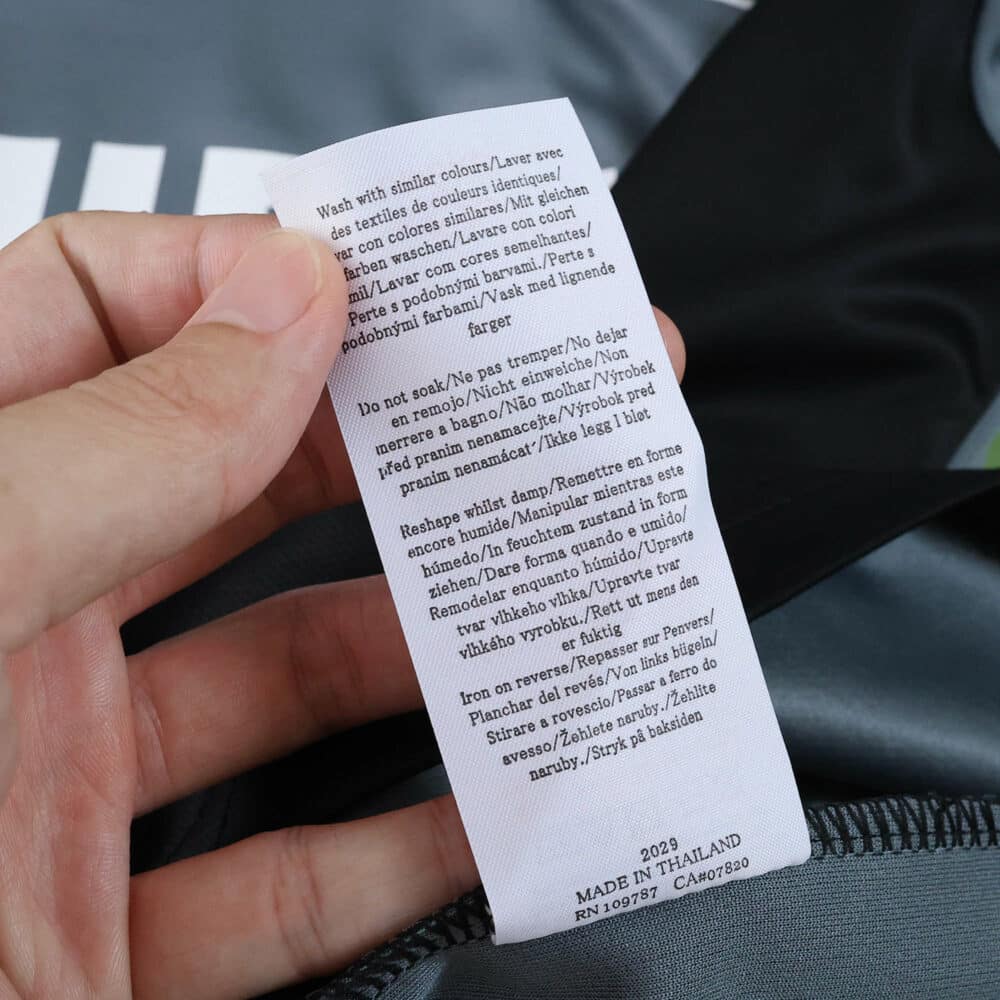 Wash with similar colours/Laver avec
des textiles de couleurs identiques/
var con colores similares/Mit gleichen
farben waschen/Lavare con colori
mil/Lavar com cores semelhantes/
Perte s podobnými barvami./Perte s
podobnými farbami/Vask med lignende
farger
Do not soak/Ne pas tremper/No dejar
en remojo/Nicht einweiche/Non
merrere a bagno/Não molhar/Výrobek
před pranim nenamacejte/Výrobok pred
pranim nenamácat'/Ikke legg I bløt
Reshape whilst damp/Remettre en forme
encore humide/Manipular mientras este
húmedo/In feuchtem zustand in form
ziehen/Dare forma quando e umido/
Remodelar enquanto húmido/Upravte
tvar vlhkeho vlhka/Upravte tvar
vlhkého vyrobku./Rett ut mens den
er fuktig
Iron on reverse/Repasser sur Penvers/
Planchar del revés/Von links bügeln/
Stirare a rovescio/Passar a ferro do
avesso/Žehlete naruby./Žehlite
naruby./Stryk på baksiden
2029
MADE IN THAILAND
RN 109787 CA#07820